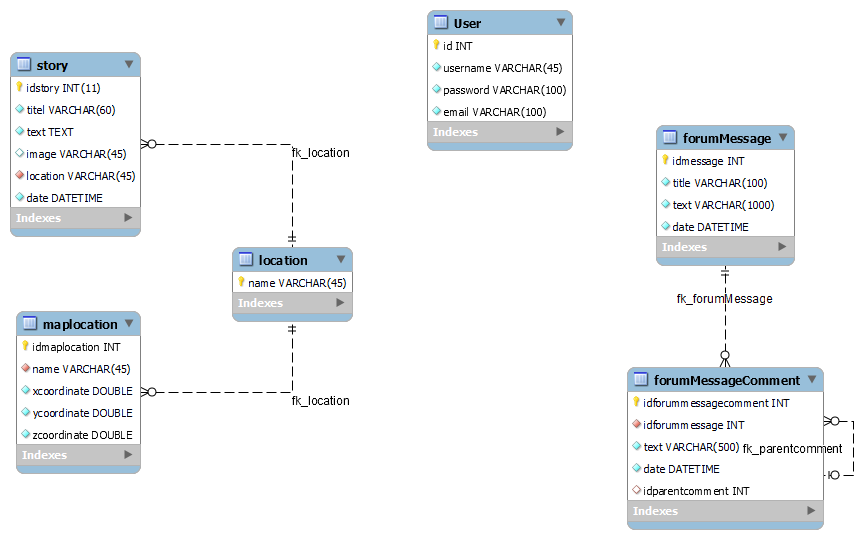 story
idstory INT(11)
titel VARCHAR(60)
text TEXT
image VARCHAR(45)
location VARCHAR(45)
date DATETIME
Indexes
fk_location
User
id INT
username VARCHAR(45)
password VARCHAR(100)
email VARCHAR(100)
Indexes
location
name VARCHAR(45)
Indexes
maplocation
idmaplocation INT
name VARCHAR(45)
xcoordinate DOUBLE
ycoordinate DOUBLE
zcoordinate DOUBLE
Indexes
fk_location
forumMessage
idmessage INT
title VARCHAR(100)
text VARCHAR(1000)
date DATETIME
Indexes
fk_forumMessage
forumMessageComment
idforummessagecomment INT
idforummessage INT
text VARCHAR(500)
fk_parentcomment
date DATETIME
idparentcomment INT
Indexes